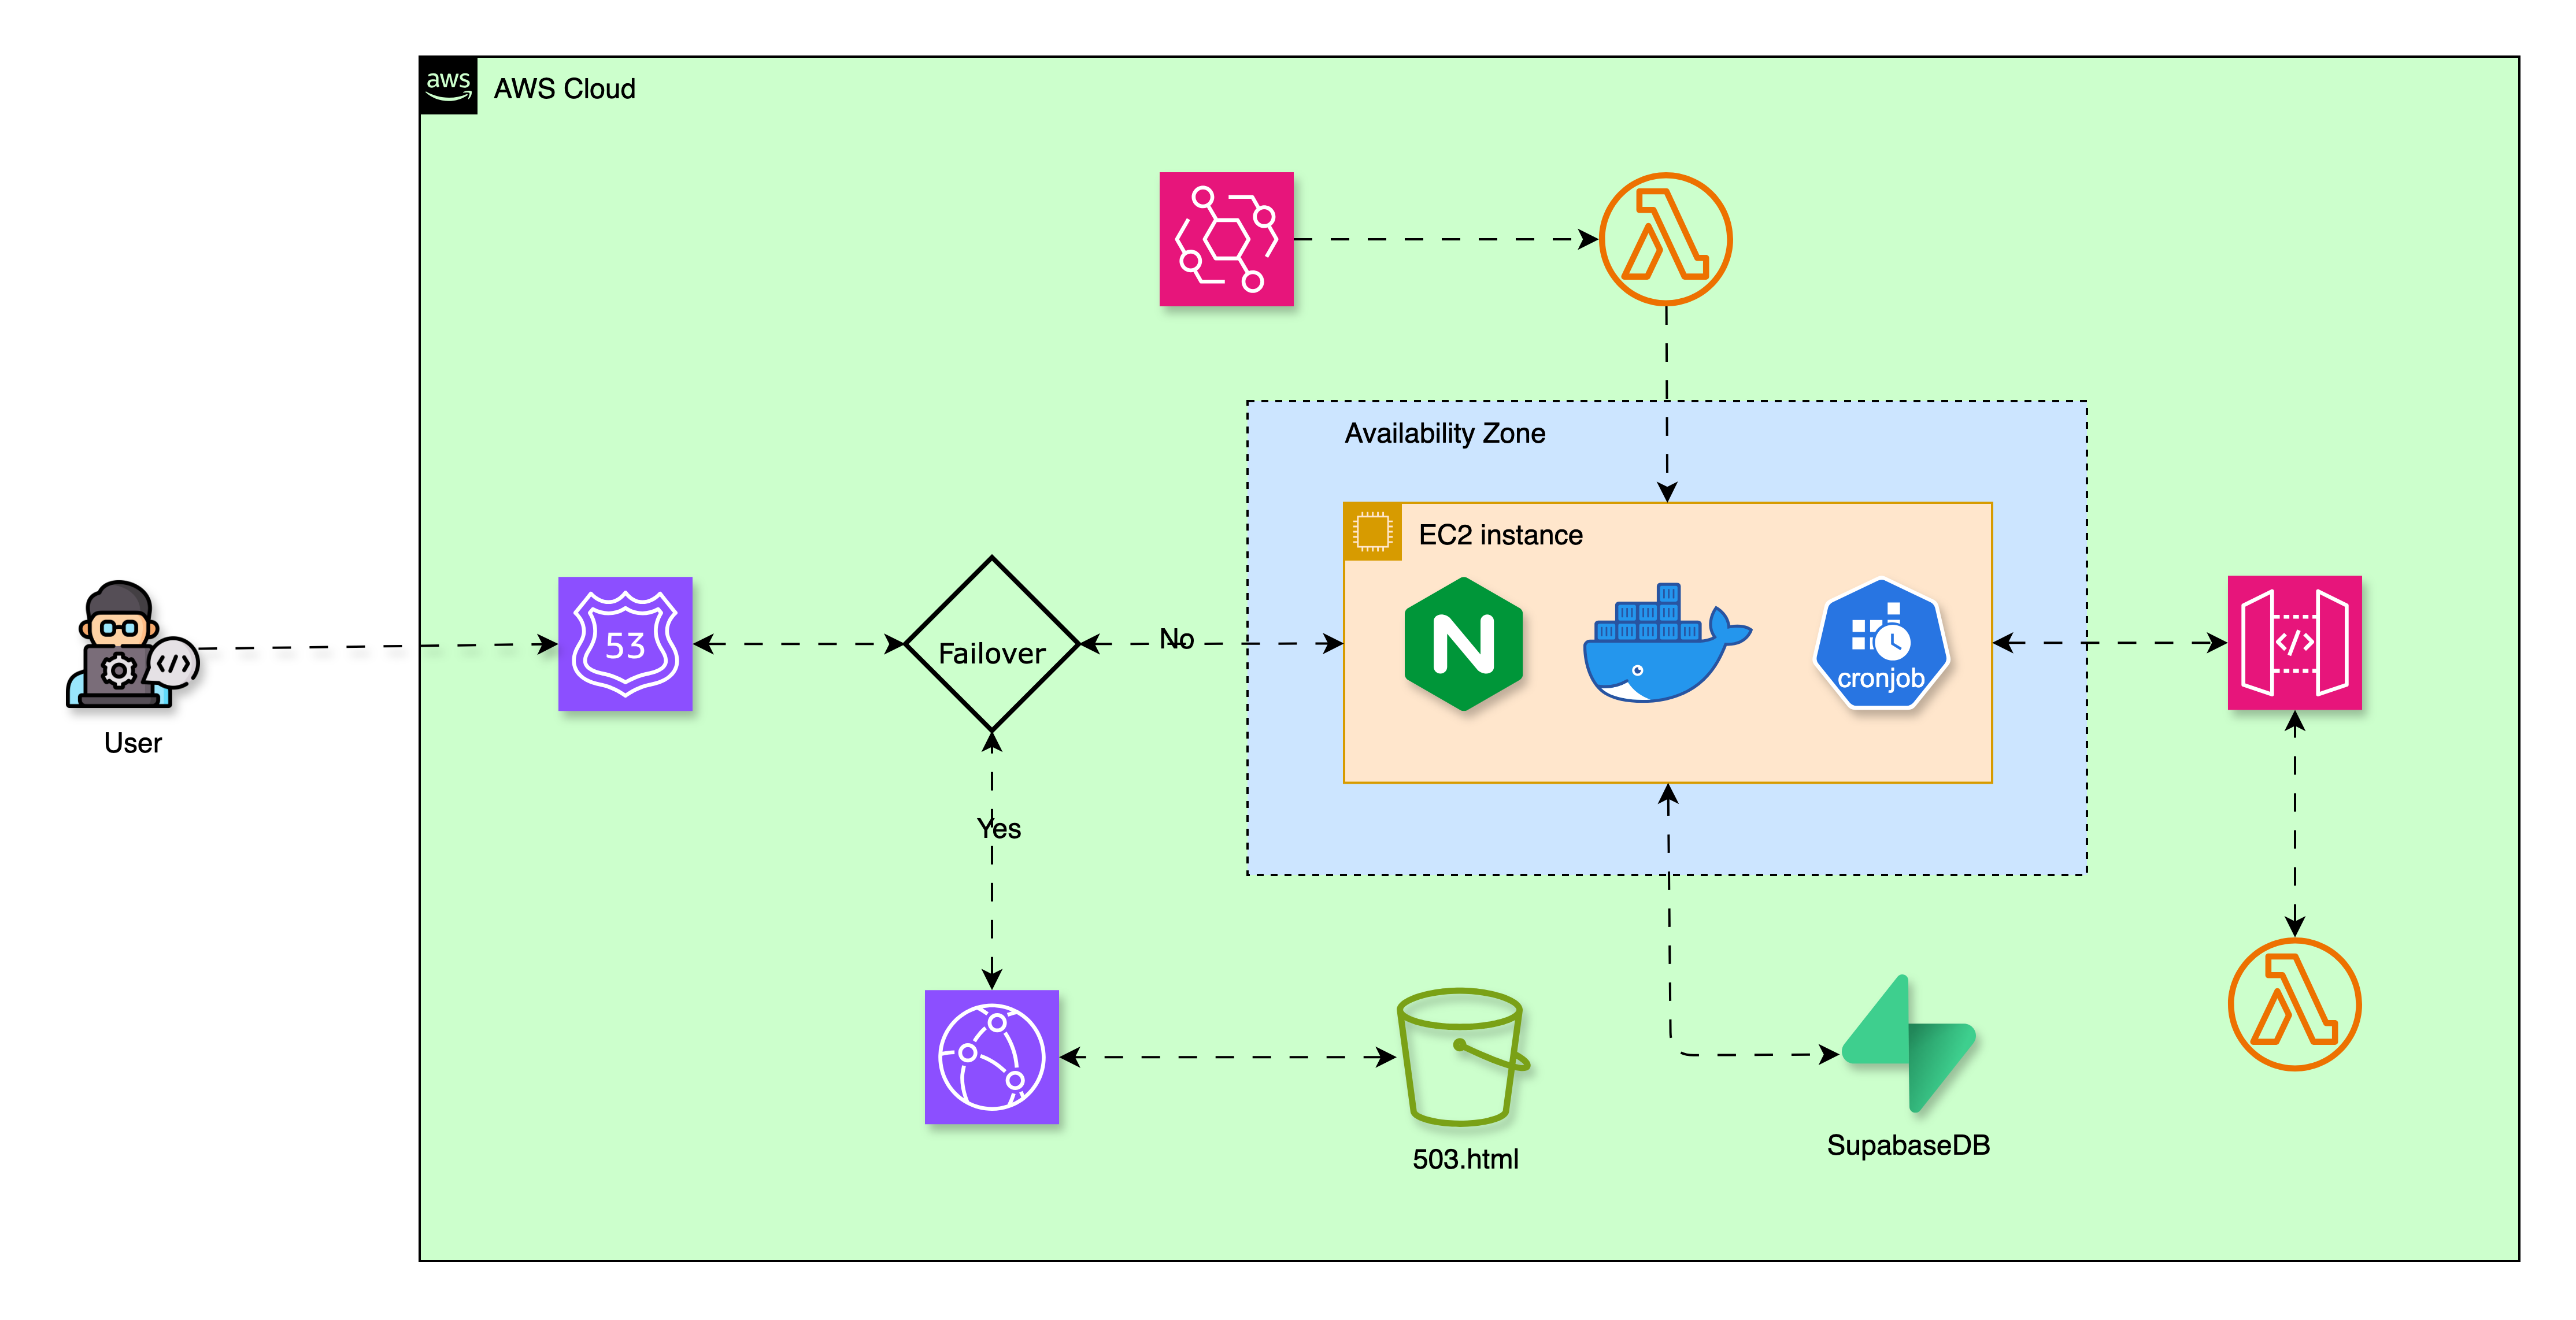 aws
AWS Cloud
Availability Zone
EC2 instance
53
Failover
No
cronjob
User
Yes
503.html
SupabaseDB